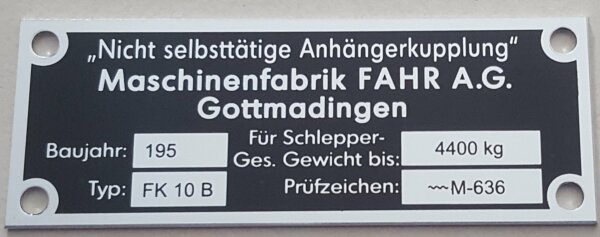 „Nicht selbsttätige Anhängerkupplung“
Maschinenfabrik FAHR A.G.
Gottmadingen
Baujahr: 195
Typ: FK 10 B
Für Schlepper-
Ges. Gewicht bis: 4400 kg
Prüfzeichen: 〰M-636